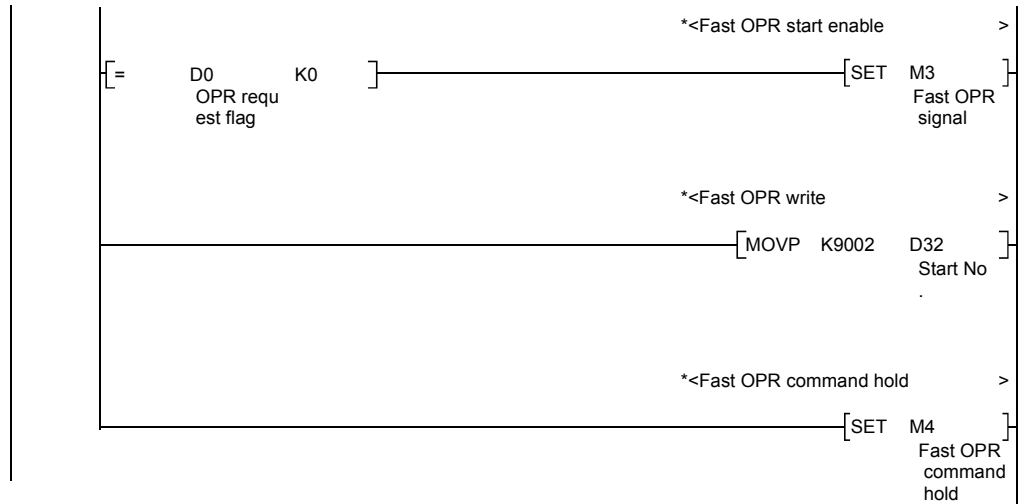 *<Fast OPR start enable >
[= D0 K0 ] [SET M3 ]
OPR requ Fast OPR
est flag signal
*<Fast OPR write >
[MOVP K9002 D32 ]
Start No
.
*<Fast OPR command hold >
[SET M4 ]
Fast OPR
command
hold